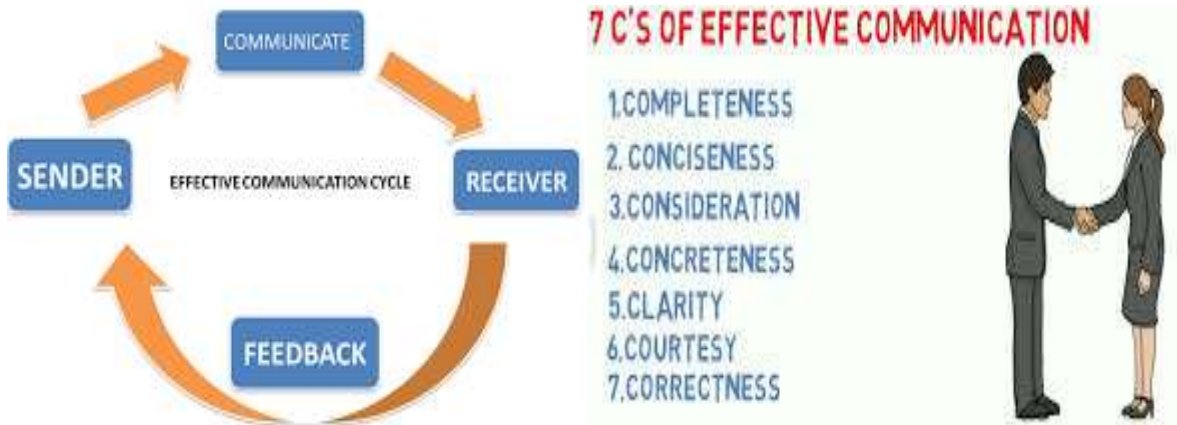 COMMUNICATE
SENDER
EFFECTIVE COMMUNICATION CYCLE
RECEIVER
FEEDBACK
7 C'S OF EFFECTIVE COMMUNICATION
1.COMPLETENESS
2. CONCISENESS
3.CONSIDERATION
4.CONCRETENESS
5.CLARITY
6.COURTESY
7.CORRECTNESS